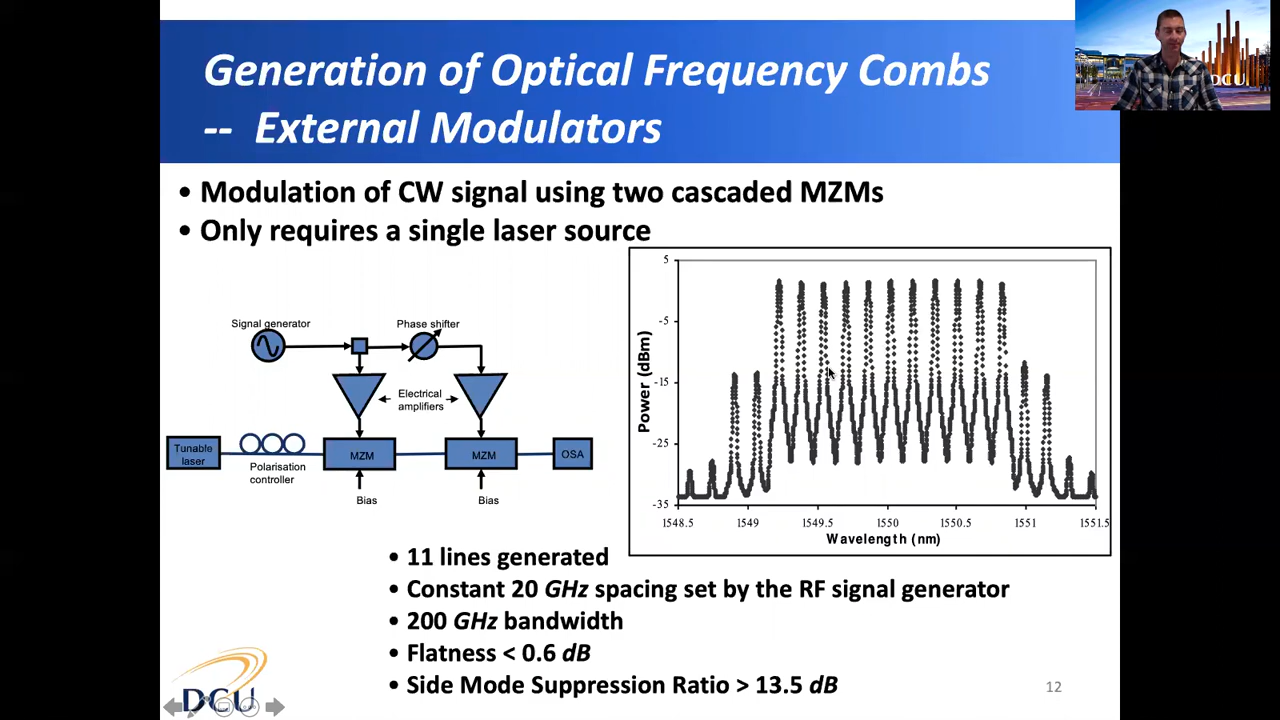 Generation of Optical Frequency Combs
-- External Modulators
DCU
• Modulation of CW signal using two cascaded MZMs
• Only requires a single laser source
Signal generator
Phase shifter
Electrical
amplifiers
Tunable
laser
Polarisation
controller
MZM
MZM
OSA
Bias
Bias
5
-5
-15
-25
-35
Power (dBm)
1548.5
1549
1549.5
1550
1550.5
1551
1551.5
Wavelength (nm)
• 11 lines generated
• Constant 20 GHz spacing set by the RF signal generator
• 200 GHz bandwidth
• Flatness < 0.6 dB
• Side Mode Suppression Ratio > 13.5 dB
DCU
12